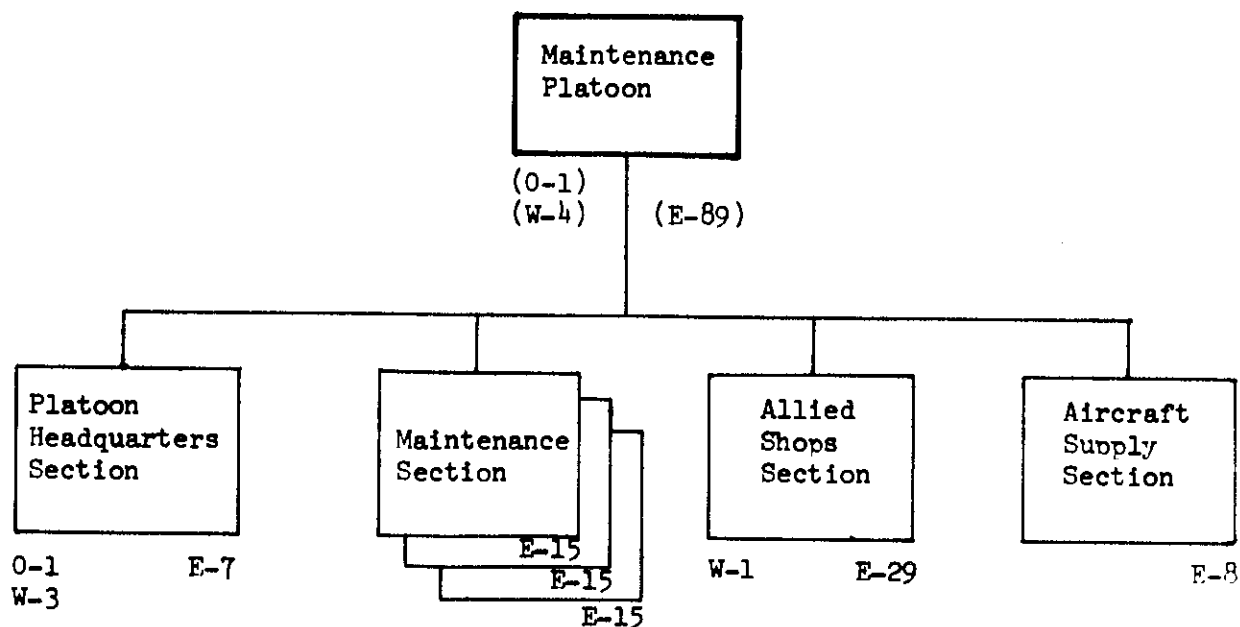 Maintenance
Platoon
(O-1)
(W-4) (E-89)
Platoon
Headquarters
Section
O-1 E-7
W-3
Maintenance
Section
E-15
E-15
E-15
Allied
Shops
Section
W-1 E-29
Aircraft
Supply
Section
E-8